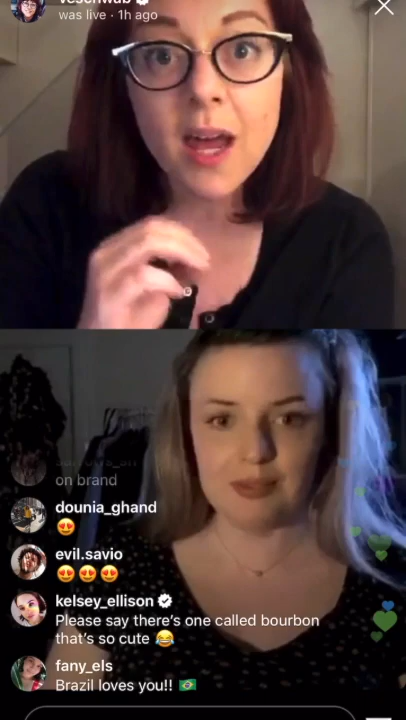 veschwab
was live · 1h ago
on brand
dounia_ghand
😍
evil.savio
😍😍😍
kelsey_ellison
Please say there's one called bourbon
that's so cute 😂
fany_els
Brazil loves you!! 🇧🇷